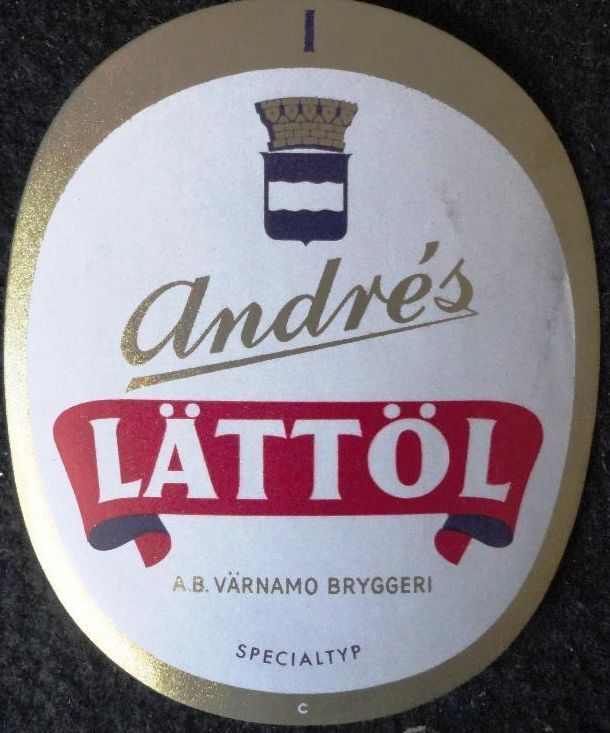 I
Andrés
LÄTTÖL
A.B. VÄRNAMO BRYGGERI
SPECIALTYP
C